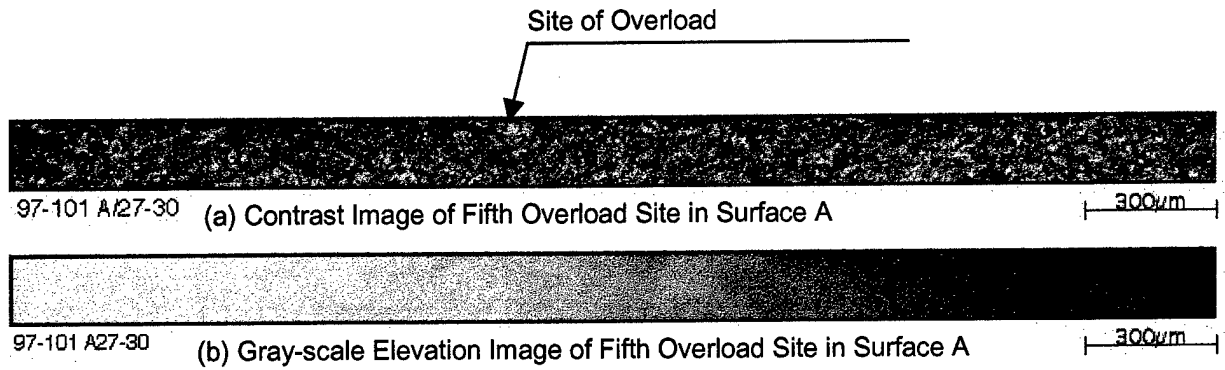 Site of Overload
97-101 A/27-30 (a) Contrast Image of Fifth Overload Site in Surface A 300µm
97-101 A27-30 (b) Gray-scale Elevation Image of Fifth Overload Site in Surface A 300µm